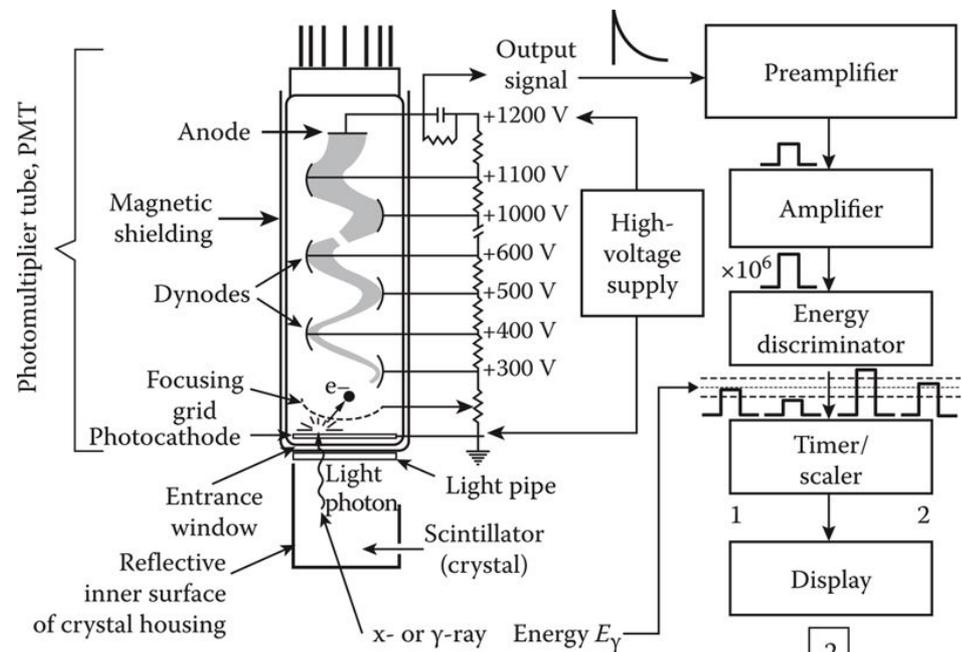 Photomultiplier tube, PMT
Output
signal
Preamplifier
Anode
+1200 V
+1100 V
Magnetic
shielding
+1000 V
High-
voltage
supply
Amplifier
+600 V
×10⁶
Dynodes
+500 V
Energy
discriminator
+400 V
+300 V
Focusing
grid
e–
Photocathode
Timer/
scaler
Light
photon
Light pipe
Entrance
window
1
2
Scintillator
(crystal)
Reflective
inner surface
of crystal housing
Display
x- or γ-ray
Energy Eγ